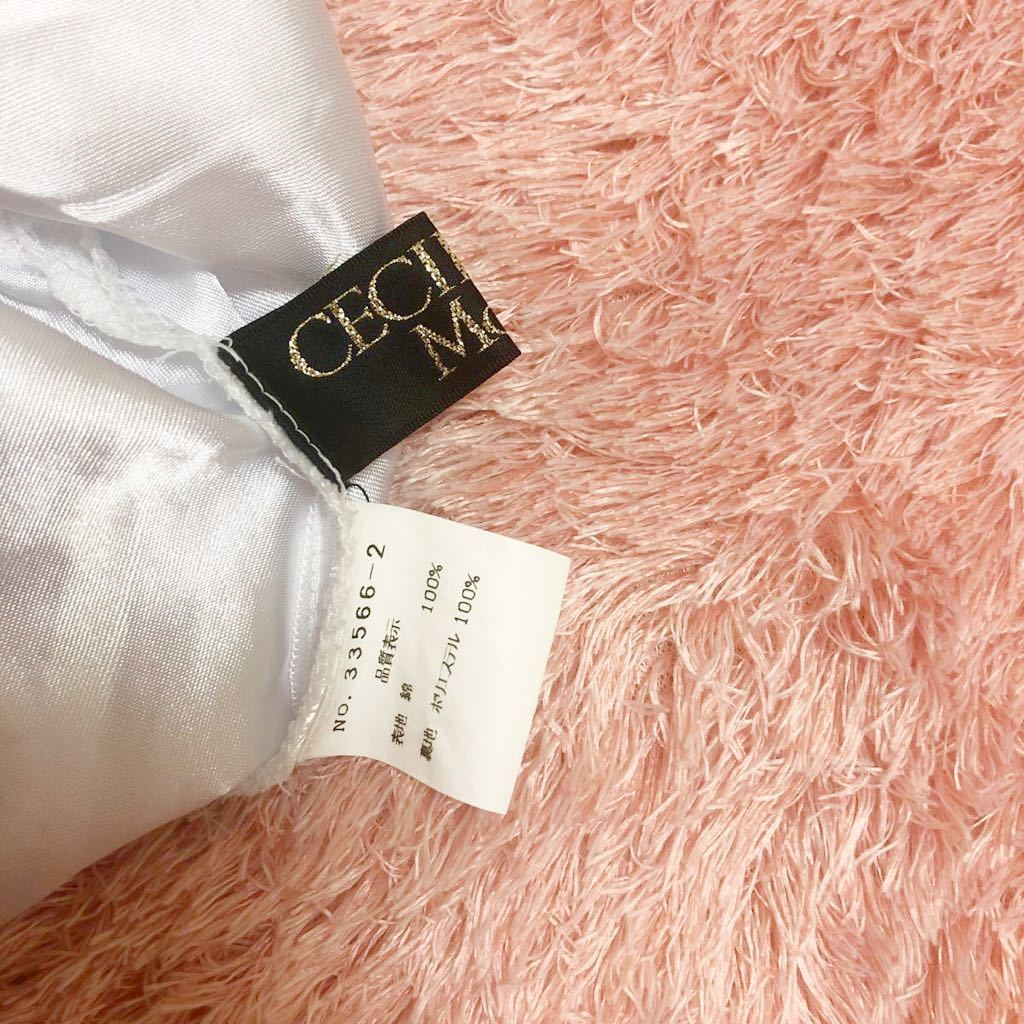 CECIL
Mc
No. 33566-2
品質表示
表地 綿 100%
裏地 ポリエステル 100%